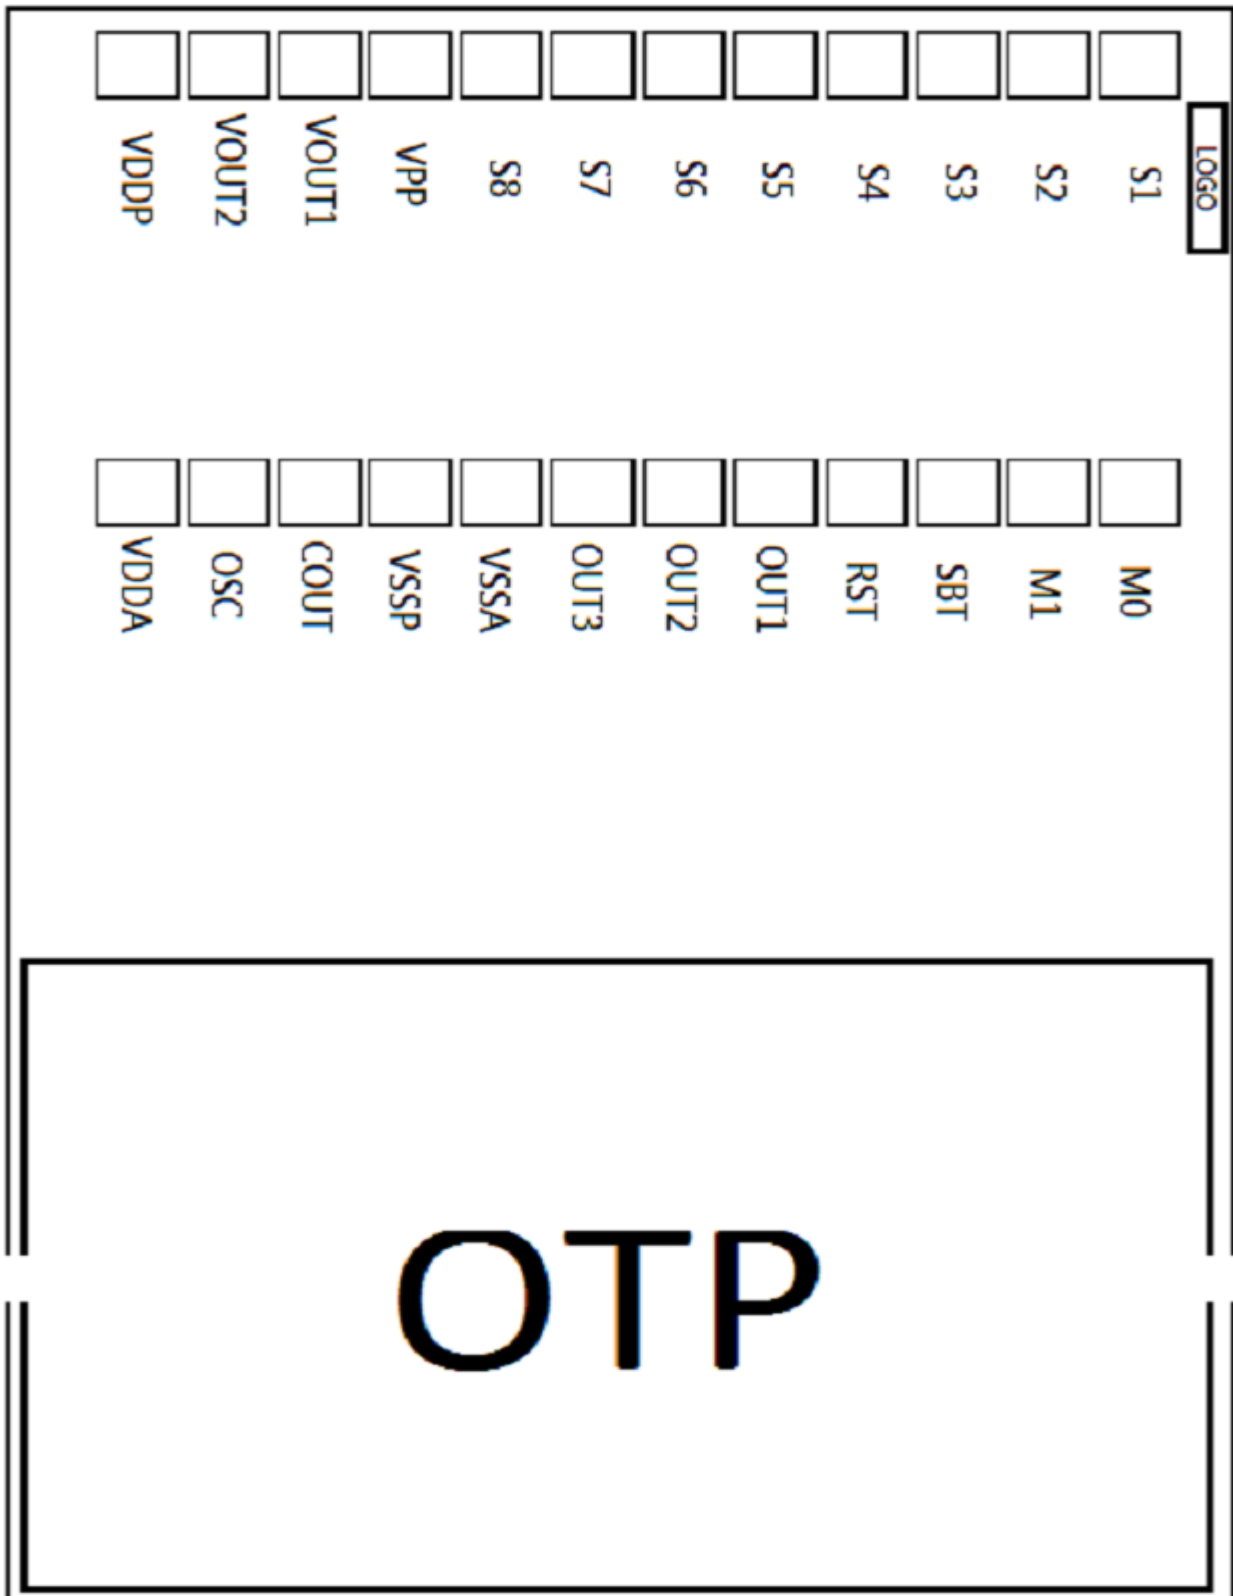 VDDP VOUT2 VOUT1 VPP S8 S7 S6 S5 S4 S3 S2 S1 LOGO
VDDA OSC COUT VSSP VSSA OUT3 OUT2 OUT1 RST SBT M1 M0
OTP